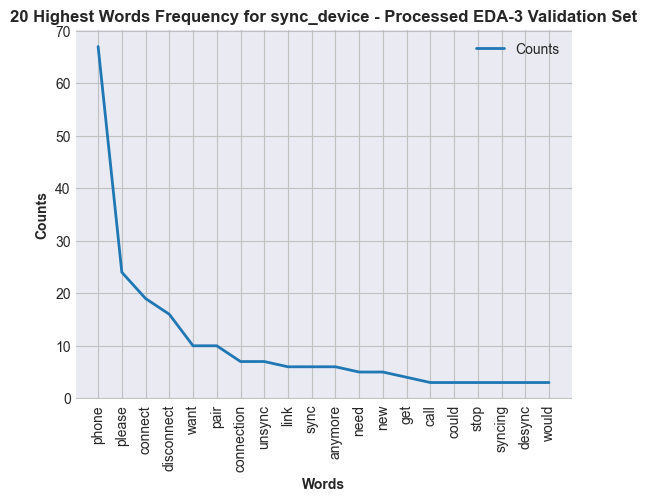 20 Highest Words Frequency for sync_device - Processed EDA-3 Validation Set
Counts
70
60
50
40
30
20
10
0
Counts
phone
please
connect
disconnect
want
pair
connection
unsync
link
sync
anymore
need
new
get
call
could
stop
syncing
desync
would
Words